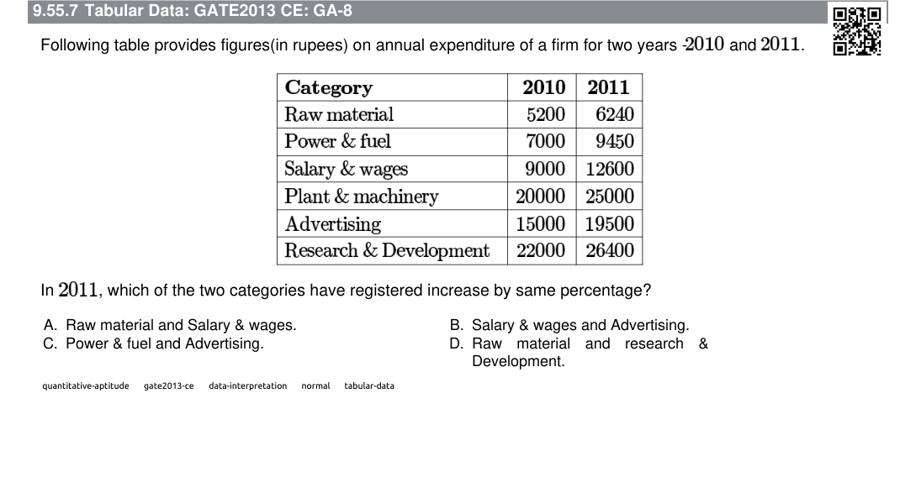 9.55.7 Tabular Data: GATE2013 CE: GA-8
Following table provides figures(in rupees) on annual expenditure of a firm for two years -2010 and 2011.
Category 2010 2011
Raw material 5200 6240
Power & fuel 7000 9450
Salary & wages 9000 12600
Plant & machinery 20000 25000
Advertising 15000 19500
Research & Development 22000 26400
In 2011, which of the two categories have registered increase by same percentage?
A. Raw material and Salary & wages.
B. Salary & wages and Advertising.
C. Power & fuel and Advertising.
D. Raw material and research &
Development.
quantitative-aptitude gate2013-ce data-interpretation normal tabular-data